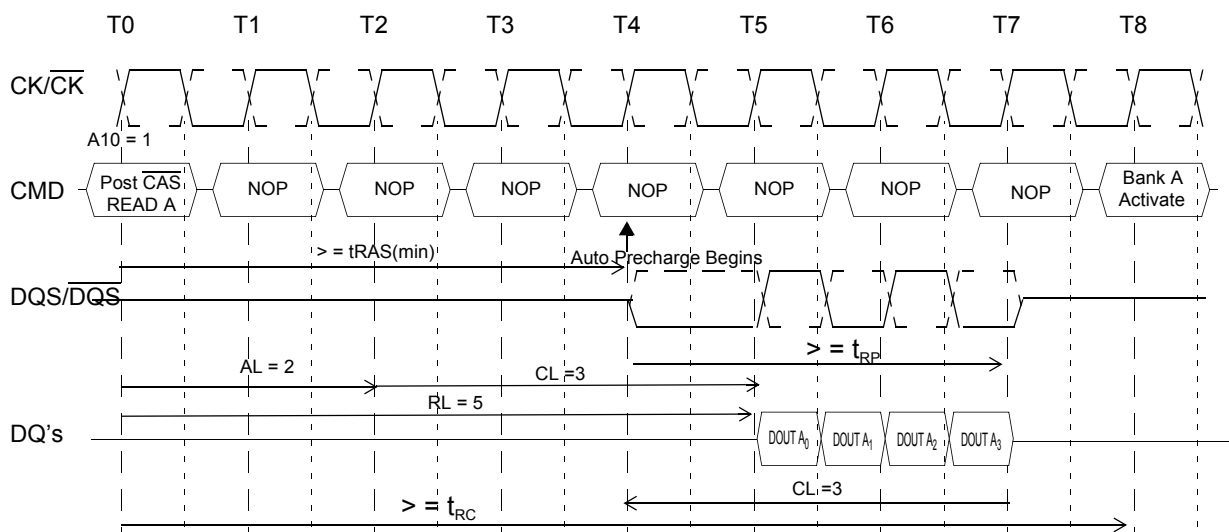 T0 T1 T2 T3 T4 T5 T6 T7 T8
CK/CK
A10 = 1
CMD Post CAS READ A NOP NOP NOP NOP NOP NOP NOP Bank A Activate
> = tRAS(min)
Auto Precharge Begins
DQS/DQS
> = tRP
AL = 2
CL =3
RL = 5
DQ's DOUT A0 DOUT A1 DOUT A2 DOUT A3
CL =3
> = tRC